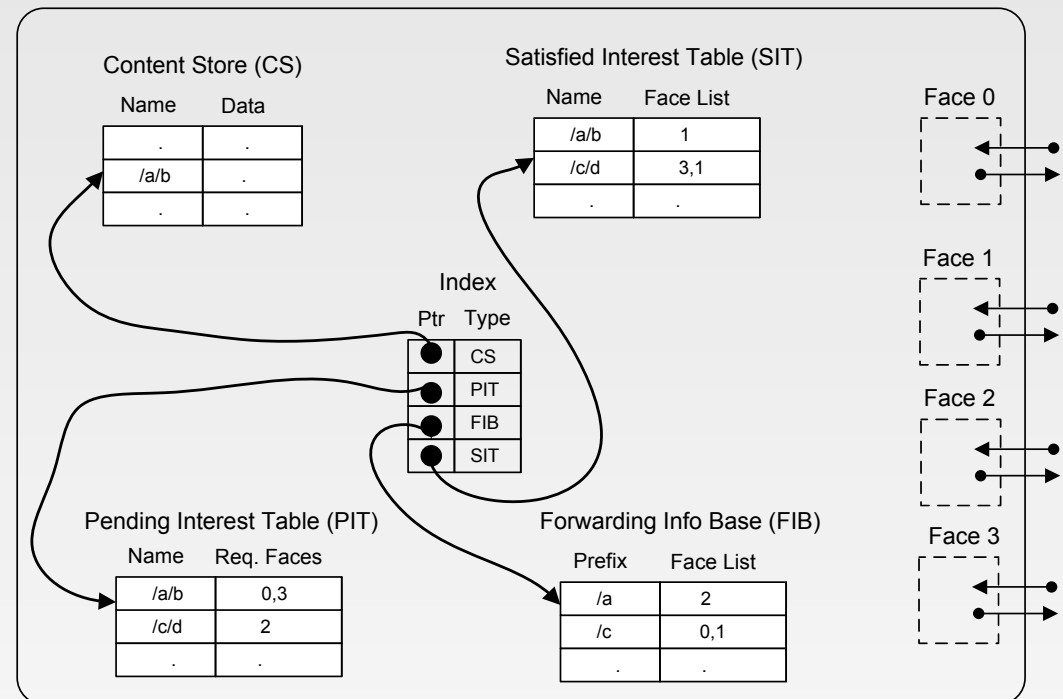 Content Store (CS)
Name Data
. .
/a/b .
. .
Satisfied Interest Table (SIT)
Name Face List
/a/b 1
/c/d 3,1
. .
Face 0
Face 1
Face 2
Face 3
Index
Ptr Type
CS
PIT
FIB
SIT
Pending Interest Table (PIT)
Name Req. Faces
/a/b 0,3
/c/d 2
. .
Forwarding Info Base (FIB)
Prefix Face List
/a 2
/c 0,1
. .